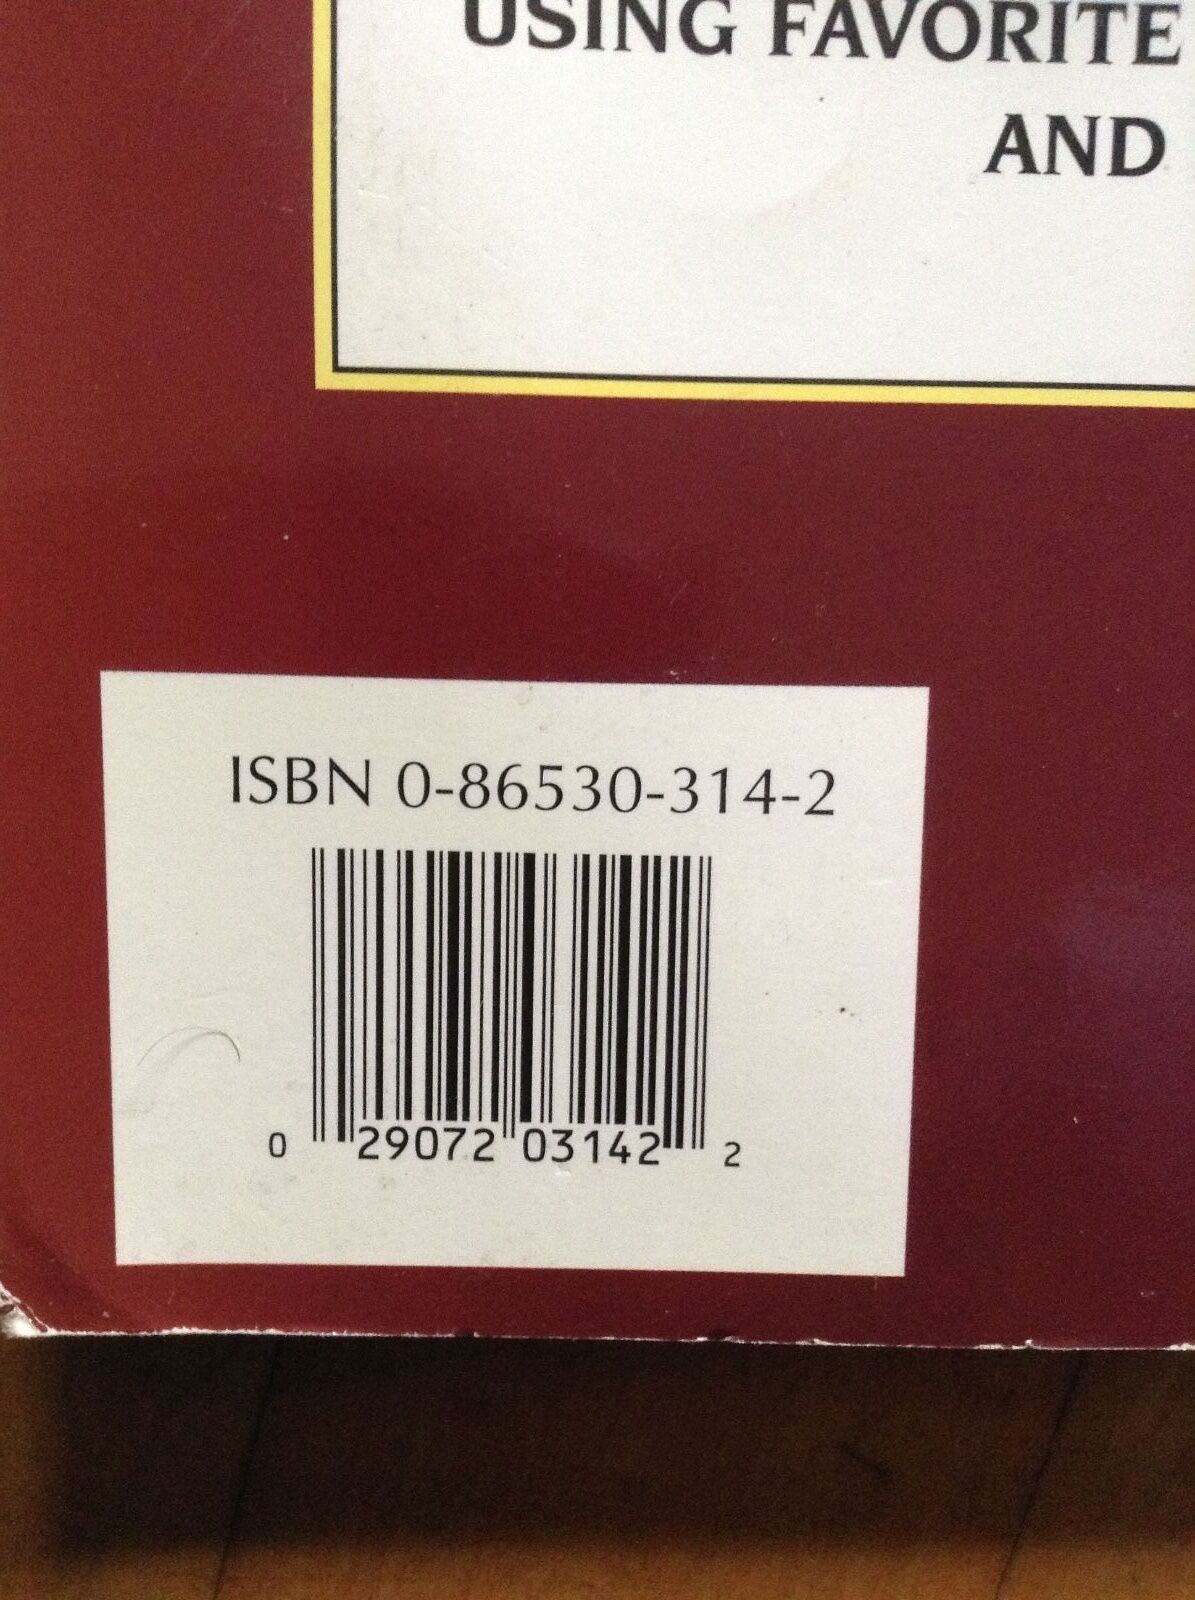 USING FAVORITE
AND
ISBN 0-86530-314-2
0 29072 03142 2